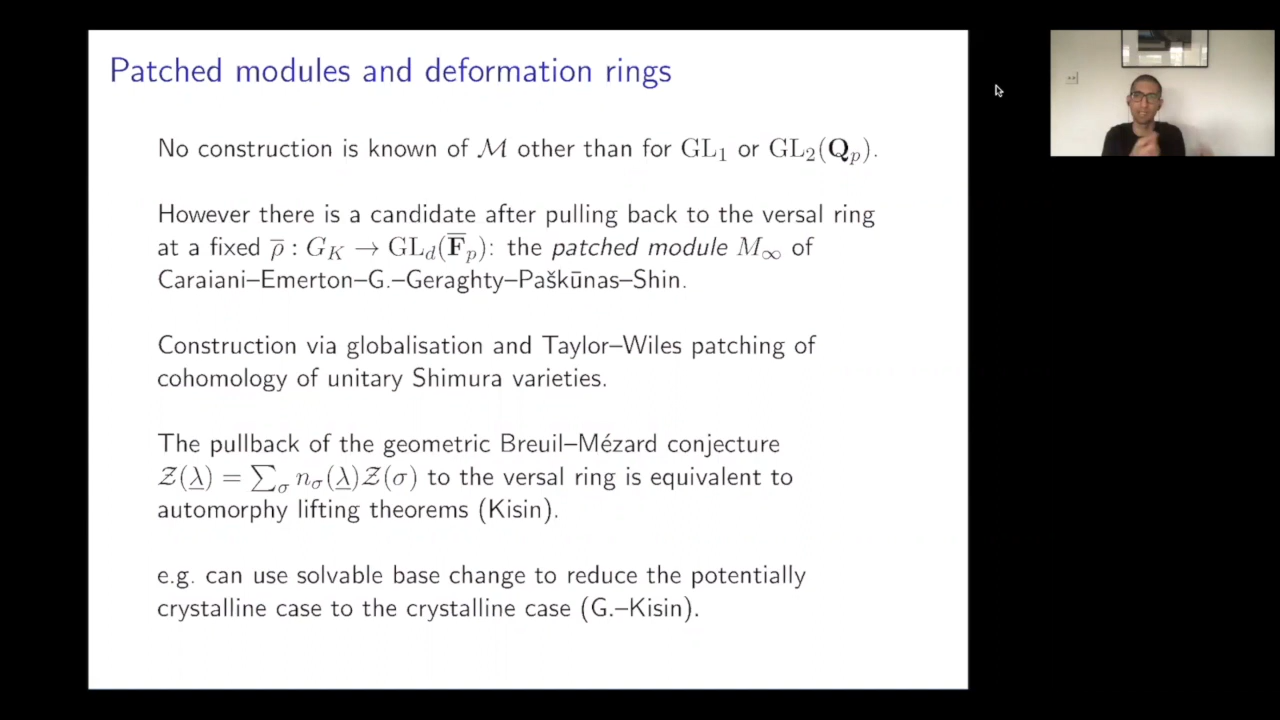 Patched modules and deformation rings
No construction is known of ℳ other than for GL₁ or GL₂(𝐐ₚ).
However there is a candidate after pulling back to the versal ring
at a fixed ρ̅ : G_K → GL_d(𝐅̅ₚ): the patched module M_∞ of
Caraiani–Emerton–G.–Geraghty–Paškūnas–Shin.
Construction via globalisation and Taylor–Wiles patching of
cohomology of unitary Shimura varieties.
The pullback of the geometric Breuil–Mézard conjecture
𝒵(λ̲) = ∑_σ n_σ(λ̲)𝒵(σ) to the versal ring is equivalent to
automorphy lifting theorems (Kisin).
e.g. can use solvable base change to reduce the potentially
crystalline case to the crystalline case (G.–Kisin).